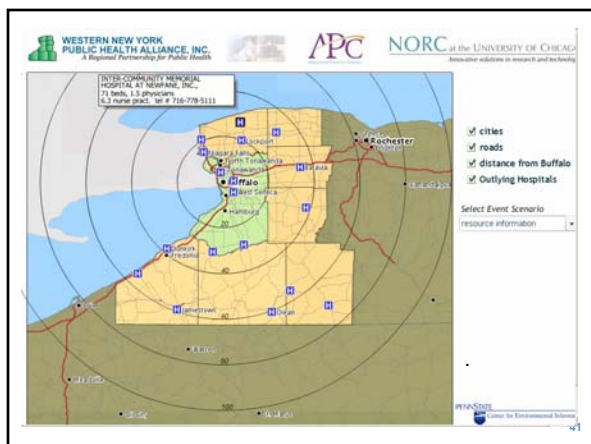 WESTERN NEW YORK
PUBLIC HEALTH ALLIANCE, INC.
A Regional Partnership for Public Health
APC
NORC at the UNIVERSITY OF CHICAGO
Innovative solutions in research and technology
INTER-COMMUNITY MEMORIAL
HOSPITAL AT NEWFANE, INC.,
71 beds, 1.5 physicians
6.3 nurse pract. tel # 716-778-5111
Lockport
Niagara Falls
North Tonawanda
Tonawanda
Buffalo
West Seneca
Hamburg
Batavia
Rochester
Dunkirk
Fredonia
Jamestown
Olean
Warren
Meadville
20
40
60
80
100
cities
roads
distance from Buffalo
Outlying Hospitals
Select Event Scenario
resource information
PENNSTATE
Center for Environmental Informatics
41